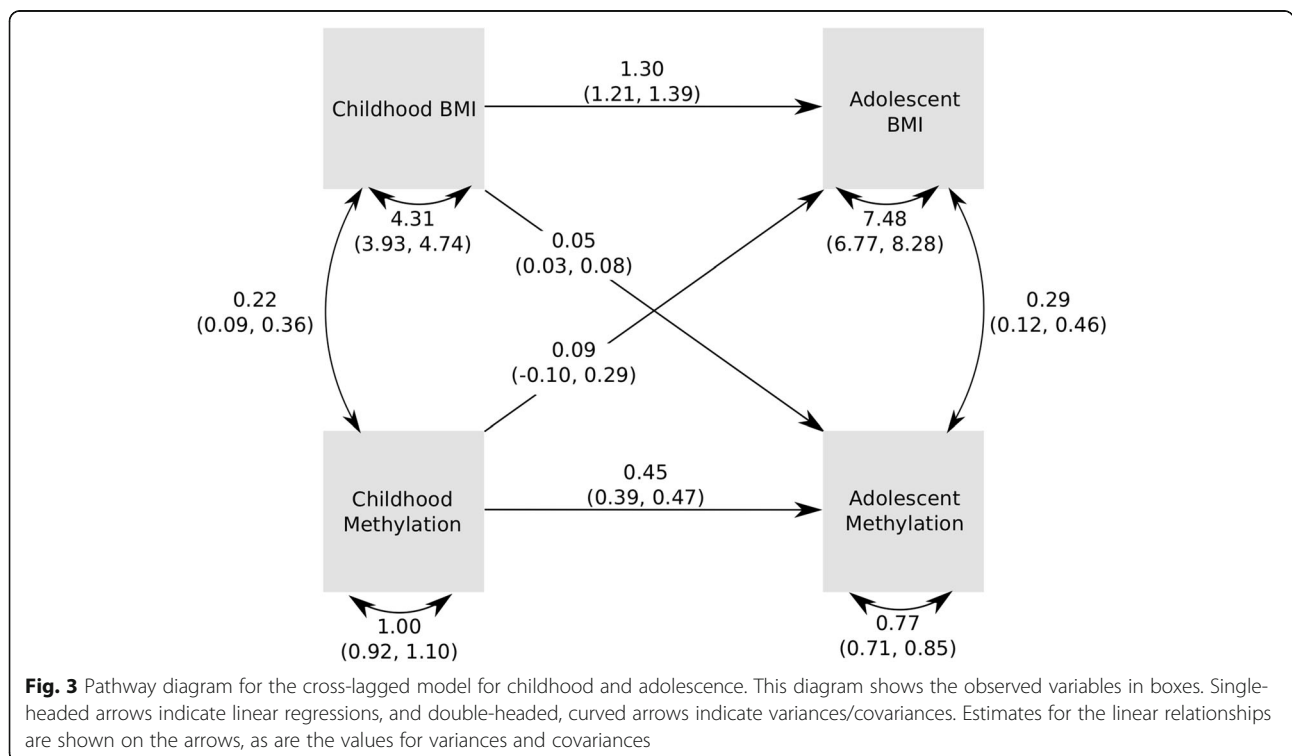 1.30
(1.21, 1.39)
Childhood BMI
Adolescent
BMI
4.31
(3.93, 4.74)
7.48
(6.77, 8.28)
0.05
(0.03, 0.08)
0.22
(0.09, 0.36)
0.29
(0.12, 0.46)
0.09
(-0.10, 0.29)
0.45
(0.39, 0.47)
Childhood
Methylation
Adolescent
Methylation
1.00
(0.92, 1.10)
0.77
(0.71, 0.85)
Fig. 3 Pathway diagram for the cross-lagged model for childhood and adolescence. This diagram shows the observed variables in boxes. Single-
headed arrows indicate linear regressions, and double-headed, curved arrows indicate variances/covariances. Estimates for the linear relationships
are shown on the arrows, as are the values for variances and covariances